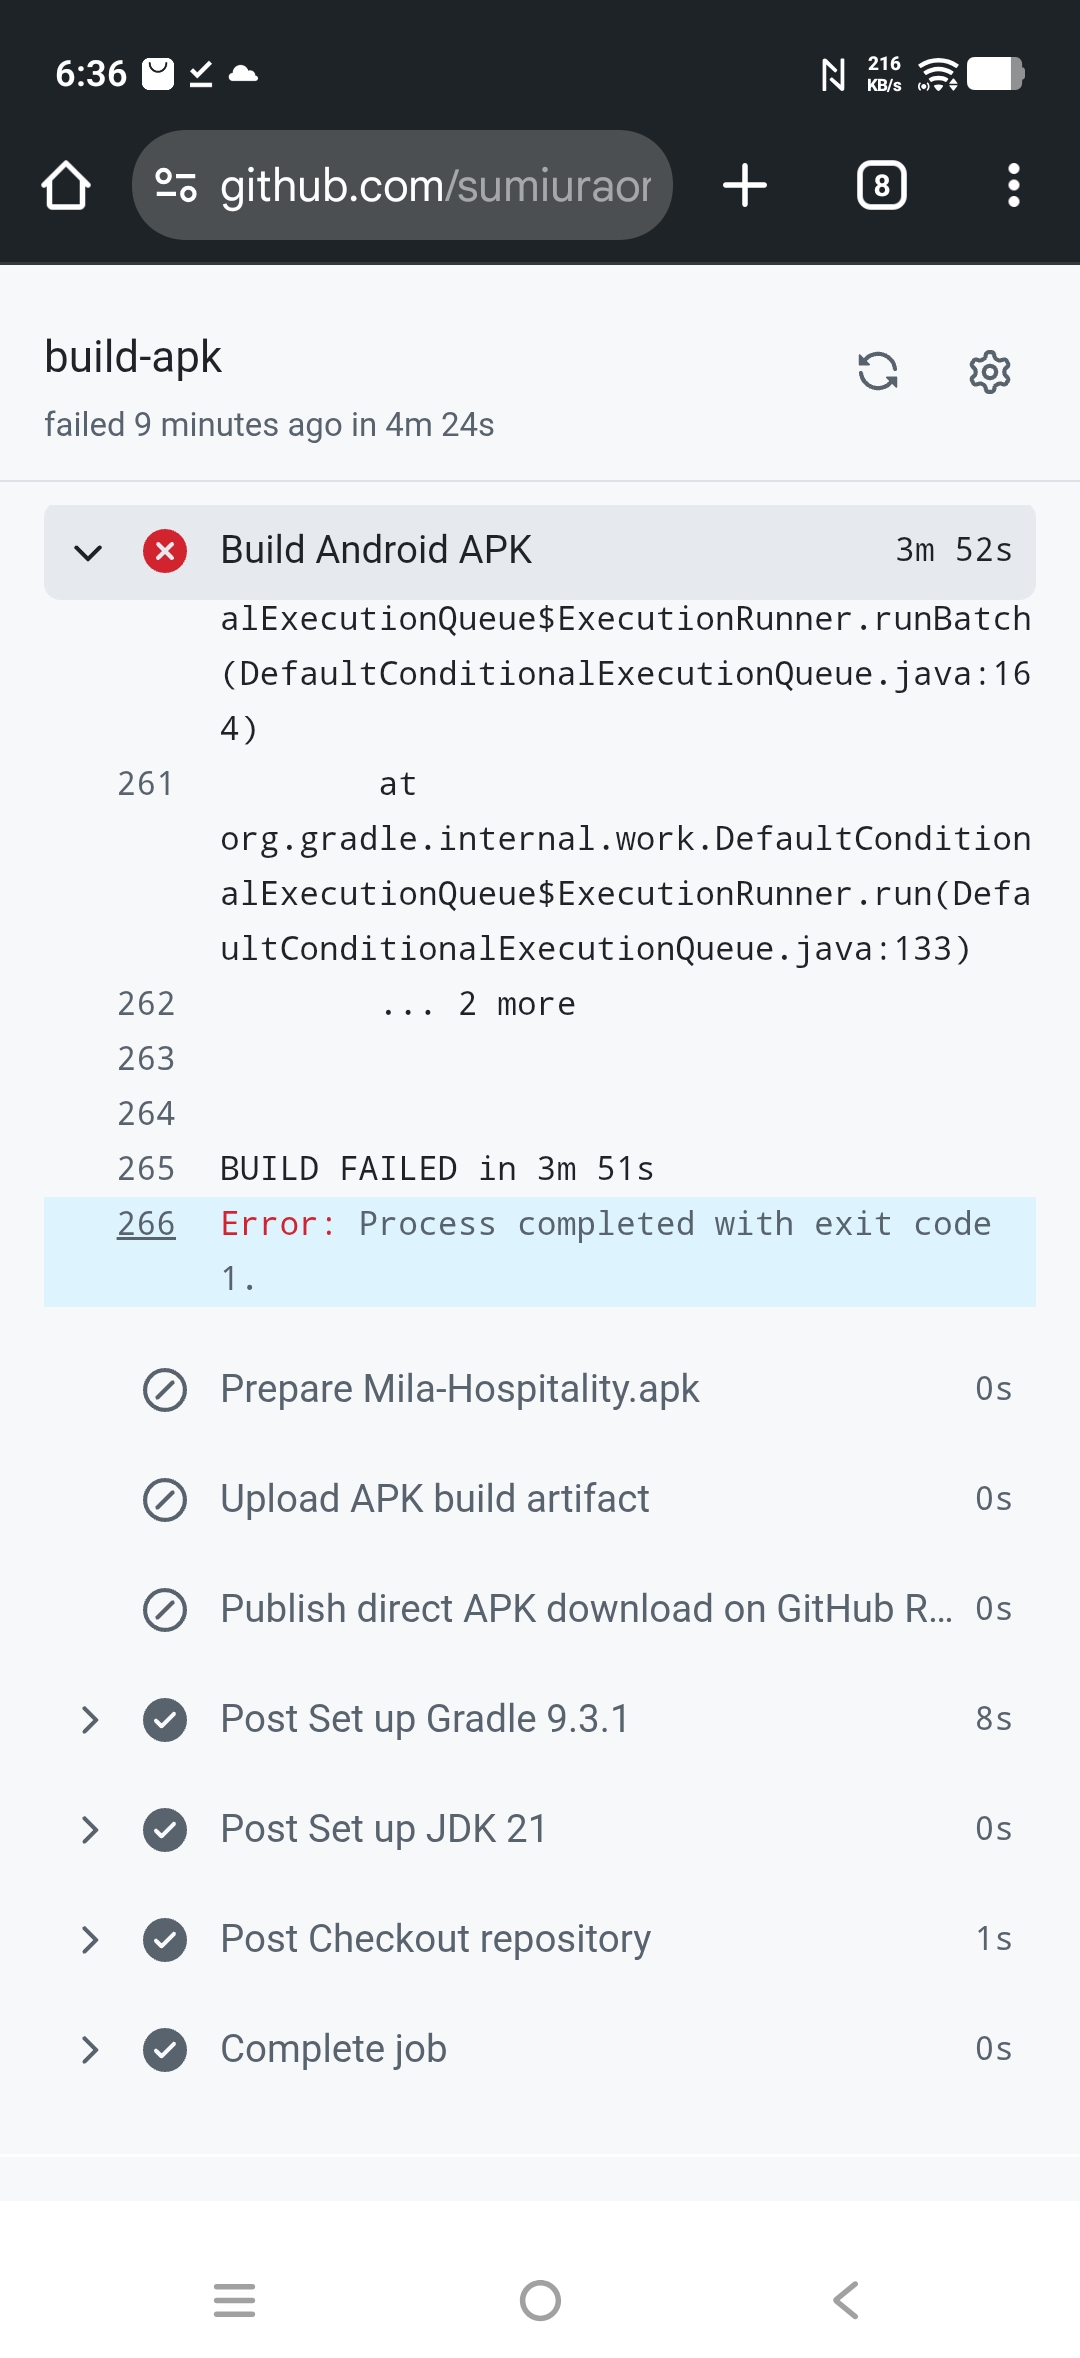 6:36
216
KB/s
github.com/sumiuraor
8
build-apk
failed 9 minutes ago in 4m 24s
Build Android APK 3m 52s
alExecutionQueue$ExecutionRunner.runBatch
(DefaultConditionalExecutionQueue.java:16
4)
261 at
org.gradle.internal.work.DefaultCondition
alExecutionQueue$ExecutionRunner.run(Defa
ultConditionalExecutionQueue.java:133)
262 ... 2 more
263
264
265 BUILD FAILED in 3m 51s
266 Error: Process completed with exit code
1.
Prepare Mila-Hospitality.apk 0s
Upload APK build artifact 0s
Publish direct APK download on GitHub R... 0s
Post Set up Gradle 9.3.1 8s
Post Set up JDK 21 0s
Post Checkout repository 1s
Complete job 0s